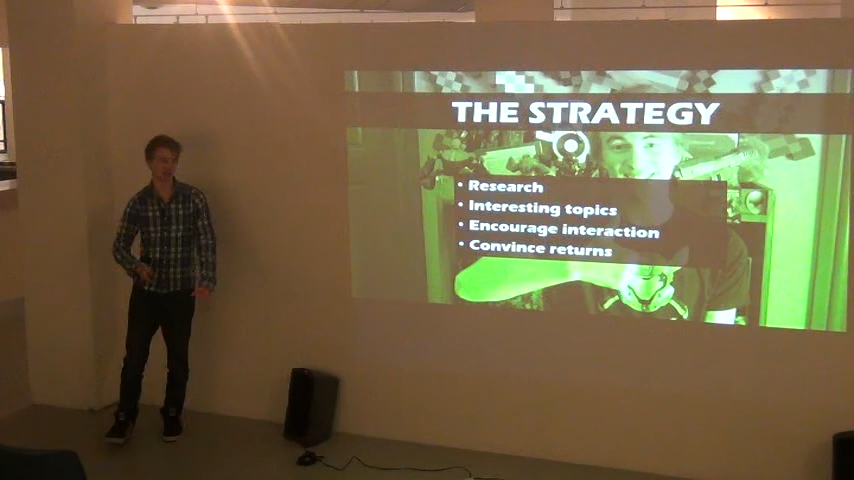 THE STRATEGY
• Research
• Interesting topics
• Encourage interaction
• Convince returns